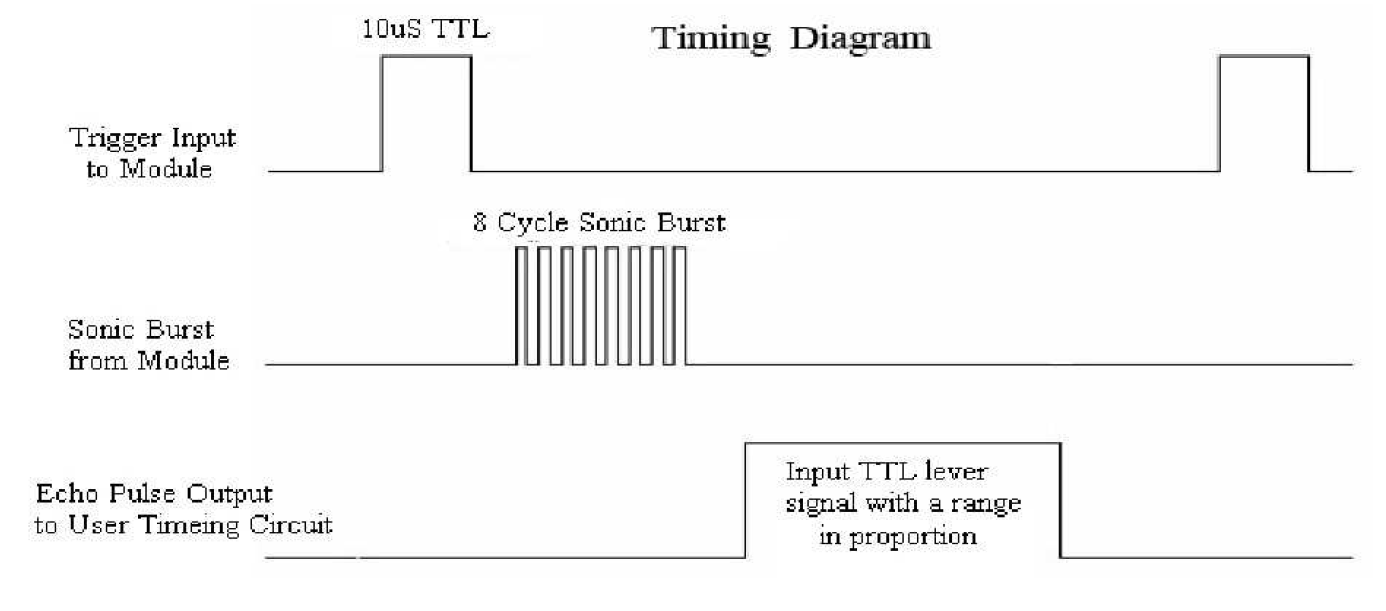 10uS TTL
Timing Diagram
Trigger Input
to Module
8 Cycle Sonic Burst
Sonic Burst
from Module
Input TTL lever
signal with a range
in proportion
Echo Pulse Output
to User Timeing Circuit